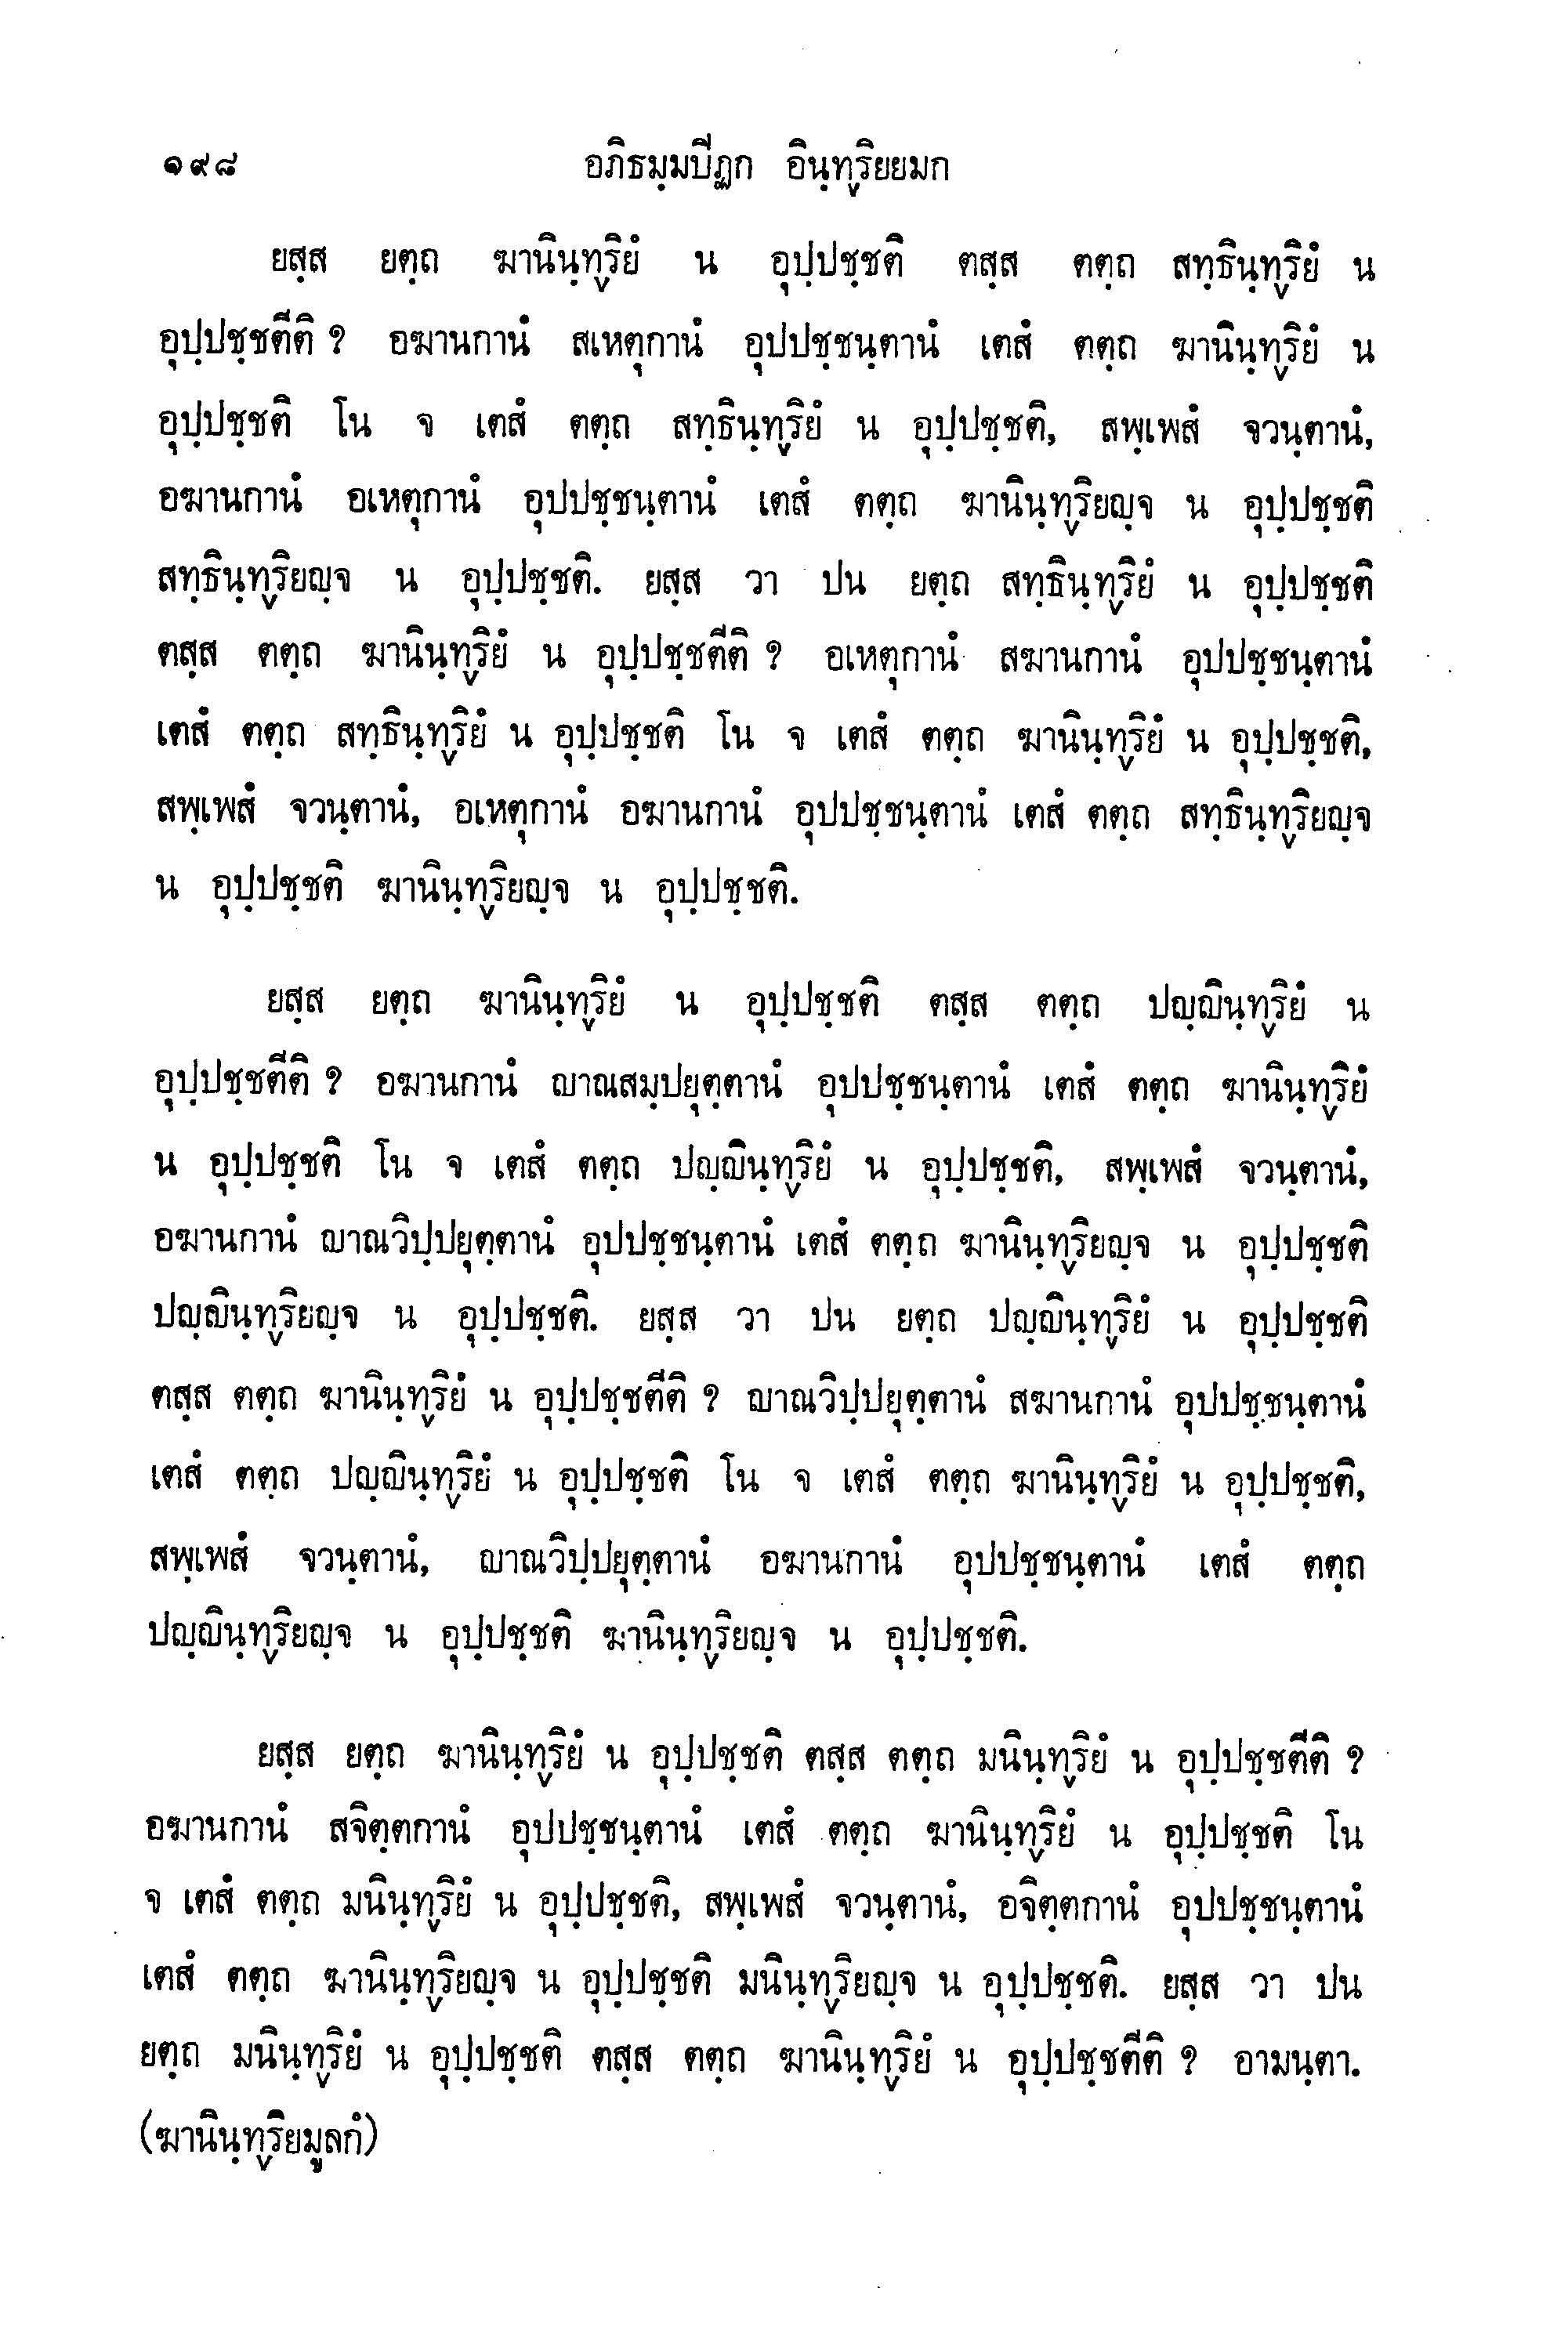 ๑๙๘ อภิธมฺมปีฏก อินฺทฺริยยมก
ยสฺส ยตฺถ ฆานินฺทฺริยํ น อุปฺปชฺชติ ตสฺส ตตฺถ สทฺธินฺทฺริยํ น
อุปฺปชฺชตีติ ? อฆานกานํ สเหตุกานํ อุปปชฺชนฺตานํ เตสํ ตตฺถ ฆานินฺทฺริยํ น
อุปฺปชฺชติ โน จ เตสํ ตตฺถ สทฺธินฺทฺริยํ น อุปฺปชฺชติ, สพฺเพสํ จวนฺตานํ,
อฆานกานํ อเหตุกานํ อุปปชฺชนฺตานํ เตสํ ตตฺถ ฆานินฺทฺริยญฺจ น อุปฺปชฺชติ
สทฺธินฺทฺริยญฺจ น อุปฺปชฺชติ. ยสฺส วา ปน ยตฺถ สทฺธินฺทฺริยํ น อุปฺปชฺชติ
ตสฺส ตตฺถ ฆานินฺทฺริยํ น อุปฺปชฺชตีติ ? อเหตุกานํ สฆานกานํ อุปปชฺชนฺตานํ
เตสํ ตตฺถ สทฺธินฺทฺริยํ น อุปฺปชฺชติ โน จ เตสํ ตตฺถ ฆานินฺทฺริยํ น อุปฺปชฺชติ,
สพฺเพสํ จวนฺตานํ, อเหตุกานํ อฆานกานํ อุปปชฺชนฺตานํ เตสํ ตตฺถ สทฺธินฺทฺริยญฺจ
น อุปฺปชฺชติ ฆานินฺทฺริยญฺจ น อุปฺปชฺชติ.
ยสฺส ยตฺถ ฆานินฺทฺริยํ น อุปฺปชฺชติ ตสฺส ตตฺถ ปญฺญินฺทฺริยํ น
อุปฺปชฺชตีติ ? อฆานกานํ ญาณสมฺปยุตฺตานํ อุปปชฺชนฺตานํ เตสํ ตตฺถ ฆานินฺทฺริยํ
น อุปฺปชฺชติ โน จ เตสํ ตตฺถ ปญฺญินฺทฺริยํ น อุปฺปชฺชติ, สพฺเพสํ จวนฺตานํ,
อฆานกานํ ญาณวิปฺปยุตฺตานํ อุปปชฺชนฺตานํ เตสํ ตตฺถ ฆานินฺทฺริยญฺจ น อุปฺปชฺชติ
ปญฺญินฺทฺริยญฺจ น อุปฺปชฺชติ. ยสฺส วา ปน ยตฺถ ปญฺญินฺทฺริยํ น อุปฺปชฺชติ
ตสฺส ตตฺถ ฆานินฺทฺริยํ น อุปฺปชฺชตีติ ? ญาณวิปฺปยุตฺตานํ สฆานกานํ อุปปชฺชนฺตานํ
เตสํ ตตฺถ ปญฺญินฺทฺริยํ น อุปฺปชฺชติ โน จ เตสํ ตตฺถ ฆานินฺทฺริยํ น อุปฺปชฺชติ,
สพฺเพสํ จวนฺตานํ, ญาณวิปฺปยุตฺตานํ อฆานกานํ อุปปชฺชนฺตานํ เตสํ ตตฺถ
ปญฺญินฺทฺริยญฺจ น อุปฺปชฺชติ ฆานินฺทฺริยญฺจ น อุปฺปชฺชติ.
ยสฺส ยตฺถ ฆานินฺทฺริยํ น อุปฺปชฺชติ ตสฺส ตตฺถ มนินฺทฺริยํ น อุปฺปชฺชตีติ ?
อฆานกานํ สจิตฺตกานํ อุปปชฺชนฺตานํ เตสํ ตตฺถ ฆานินฺทฺริยํ น อุปฺปชฺชติ โน
จ เตสํ ตตฺถ มนินฺทฺริยํ น อุปฺปชฺชติ, สพฺเพสํ จวนฺตานํ, อจิตฺตกานํ อุปปชฺชนฺตานํ
เตสํ ตตฺถ ฆานินฺทฺริยญฺจ น อุปฺปชฺชติ มนินฺทฺริยญฺจ น อุปฺปชฺชติ. ยสฺส วา ปน
ยตฺถ มนินฺทฺริยํ น อุปฺปชฺชติ ตสฺส ตตฺถ ฆานินฺทฺริยํ น อุปฺปชฺชตีติ ? อามนฺตา.
(ฆานินฺทฺริยมูลกํ)